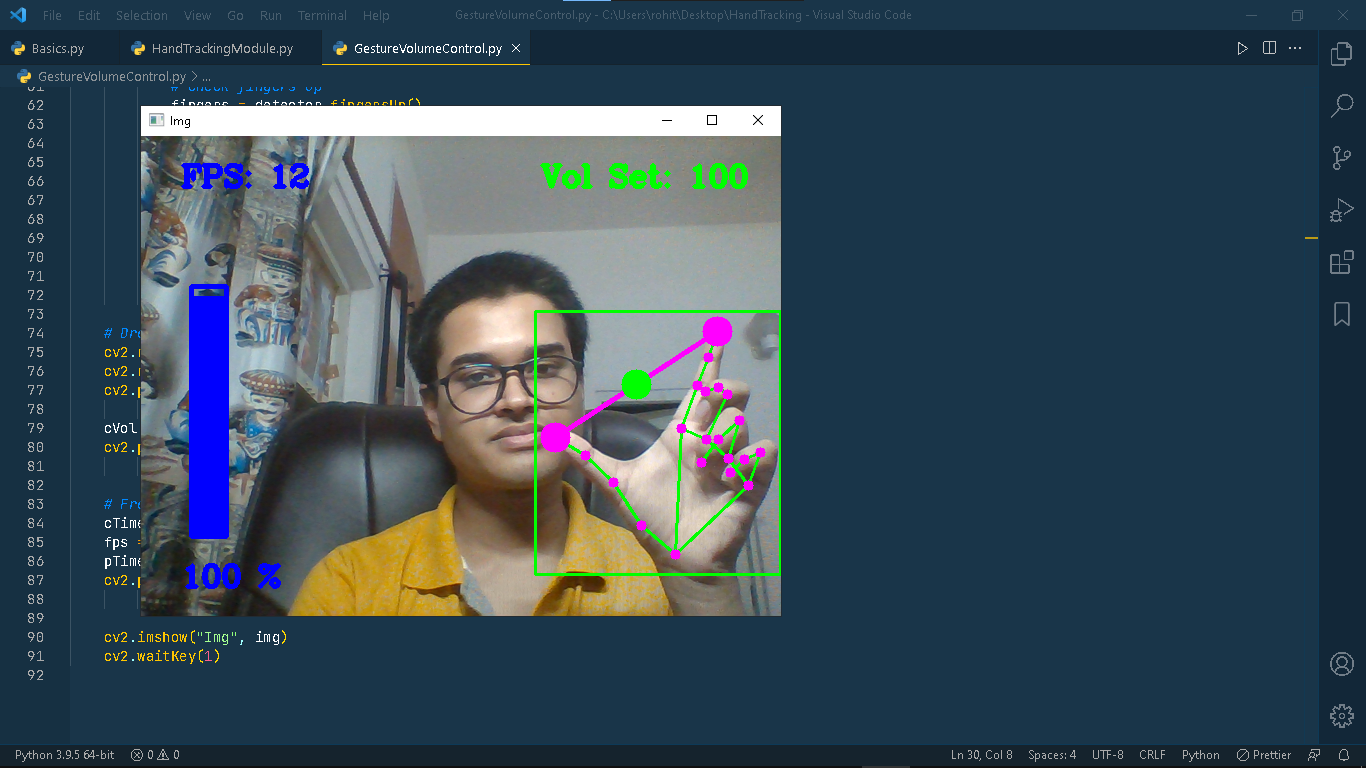 File Edit Selection View Go Run Terminal Help GestureVolumeControl.py - C:\Users\rohit\Desktop\HandTracking - Visual Studio Code
Basics.py HandTrackingModule.py GestureVolumeControl.py
GestureVolumeControl.py > ...
61 # Check fingers Up
62 fingers = detector.fingersUp()
63
64
65
66
67
68
69
70
71
72
73
74 # Dr
75 cv2.
76 cv2.
77 cv2.
78
79 cVol
80 cv2.
81
82
83 # Fr
84 cTime
85 fps =
86 pTime
87 cv2.
88
89
90 cv2.imshow("Img", img)
91 cv2.waitKey(1)
92
Img
FPS: 12 Vol Set: 100
100 %
Python 3.9.5 64-bit 0 0 Ln 30, Col 8 Spaces: 4 UTF-8 CRLF Python Prettier